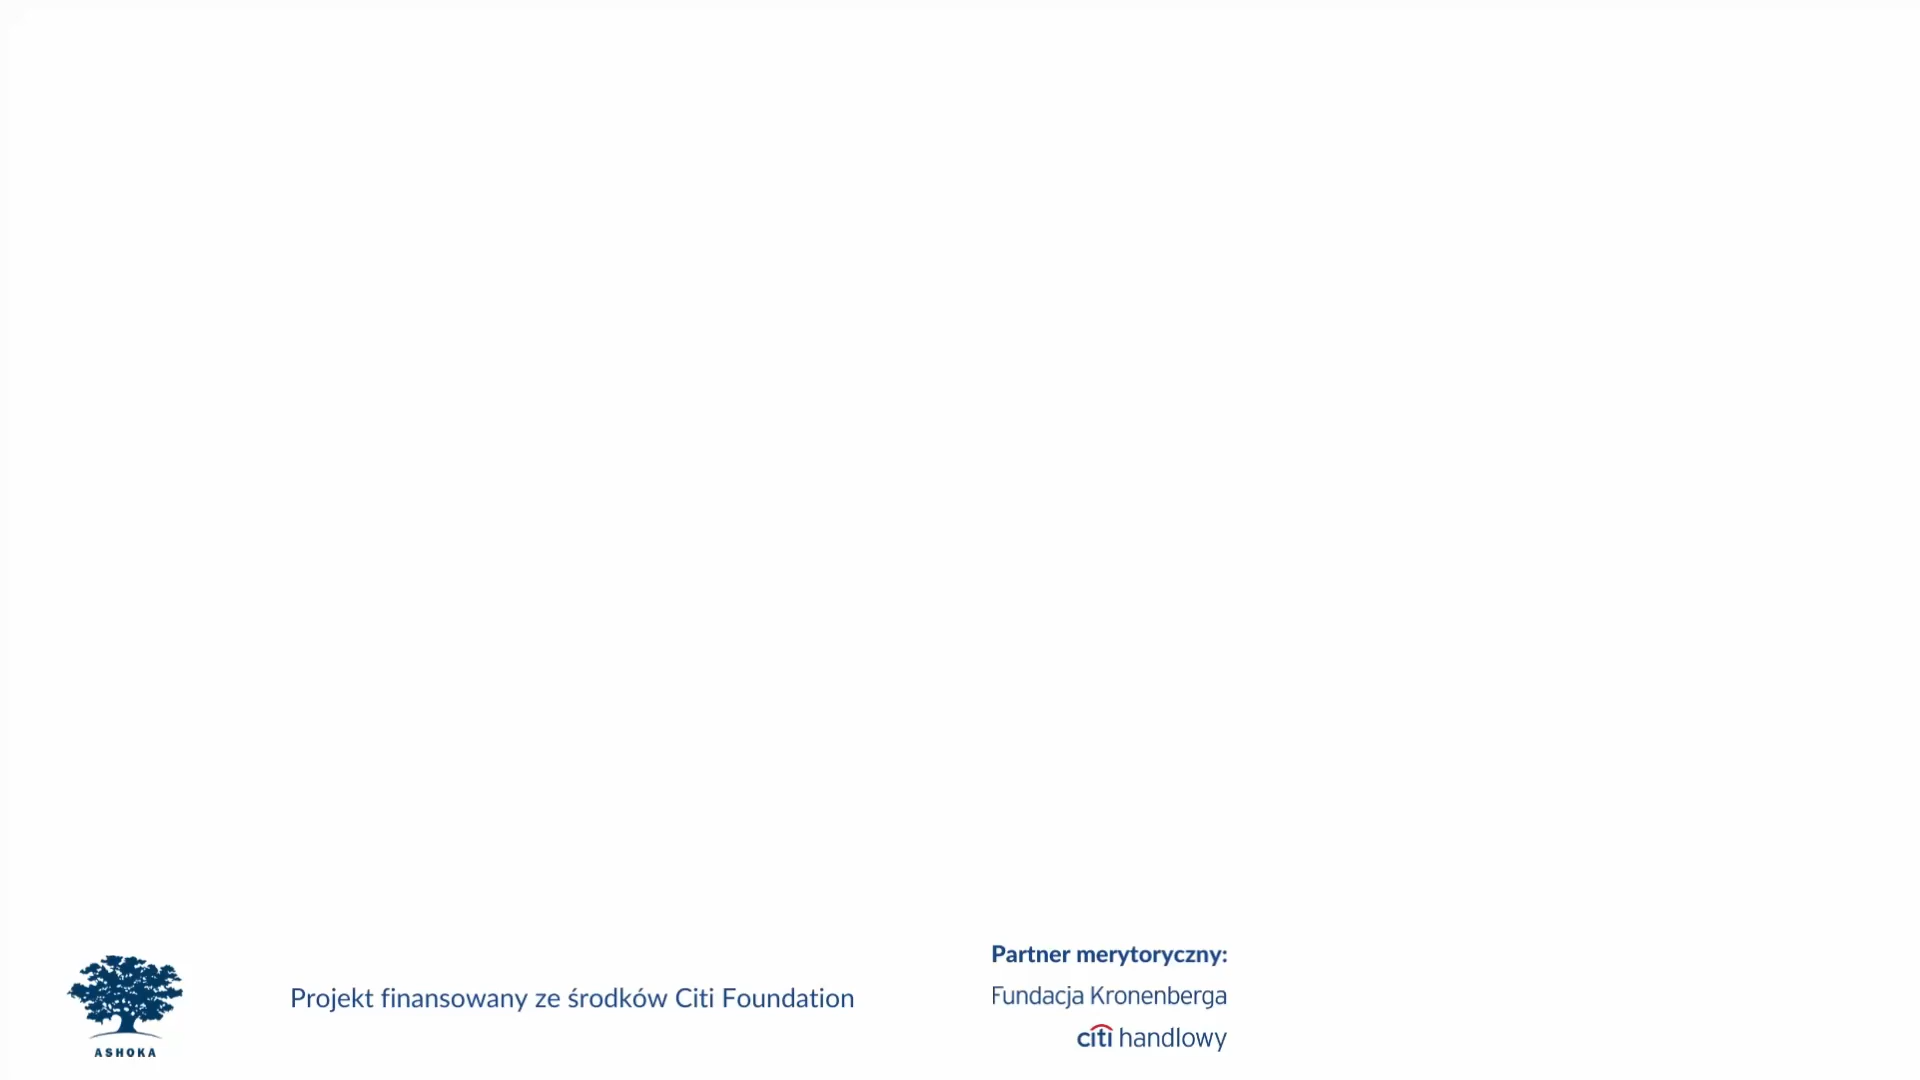 ASHOKA
Projekt finansowany ze środków Citi Foundation
Partner merytoryczny:
Fundacja Kronenberga
citi handlowy